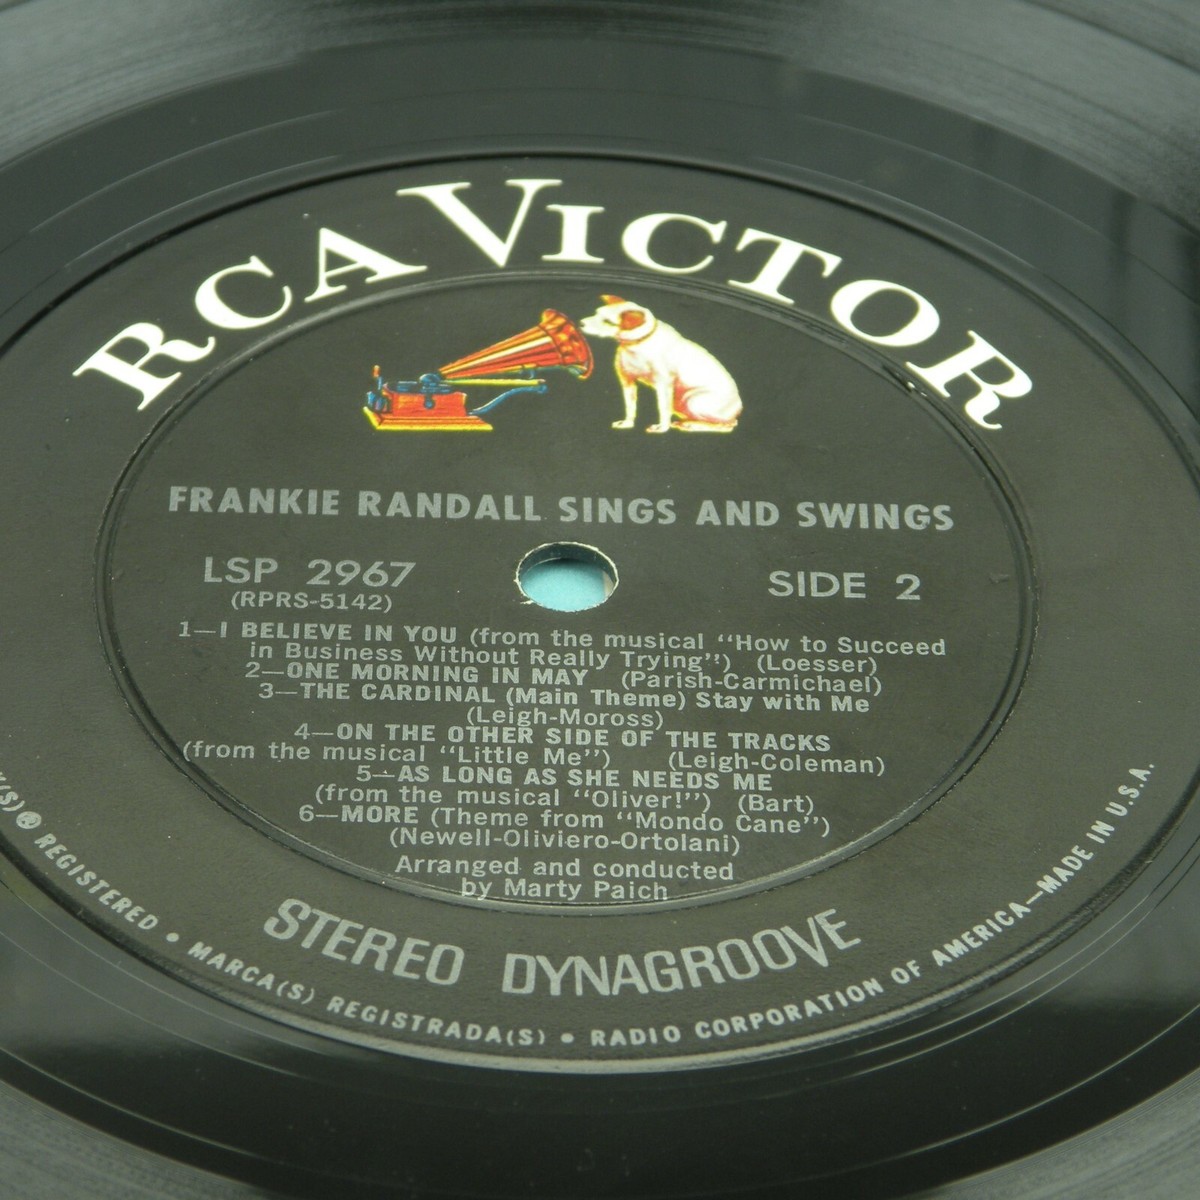 RCA VICTOR
FRANKIE RANDALL SINGS AND SWINGS
LSP 2967
(RPRS-5142)
SIDE 2
1—I BELIEVE IN YOU (from the musical "How to Succeed
in Business Without Really Trying") (Loesser)
2—ONE MORNING IN MAY (Parish-Carmichael)
3—THE CARDINAL (Main Theme) Stay with Me
(Leigh-Moross)
4—ON THE OTHER SIDE OF THE TRACKS
(from the musical "Little Me") (Leigh-Coleman)
5—AS LONG AS SHE NEEDS ME
(from the musical "Oliver!") (Bart)
6—MORE (Theme from "Mondo Cane")
(Newell-Oliviero-Ortolani)
Arranged and conducted
by Marty Paich
STEREO DYNAGROOVE
(S)® REGISTERED • MARCA(S) REGISTRADA(S) • RADIO CORPORATION OF AMERICA—MADE IN U.S.A.